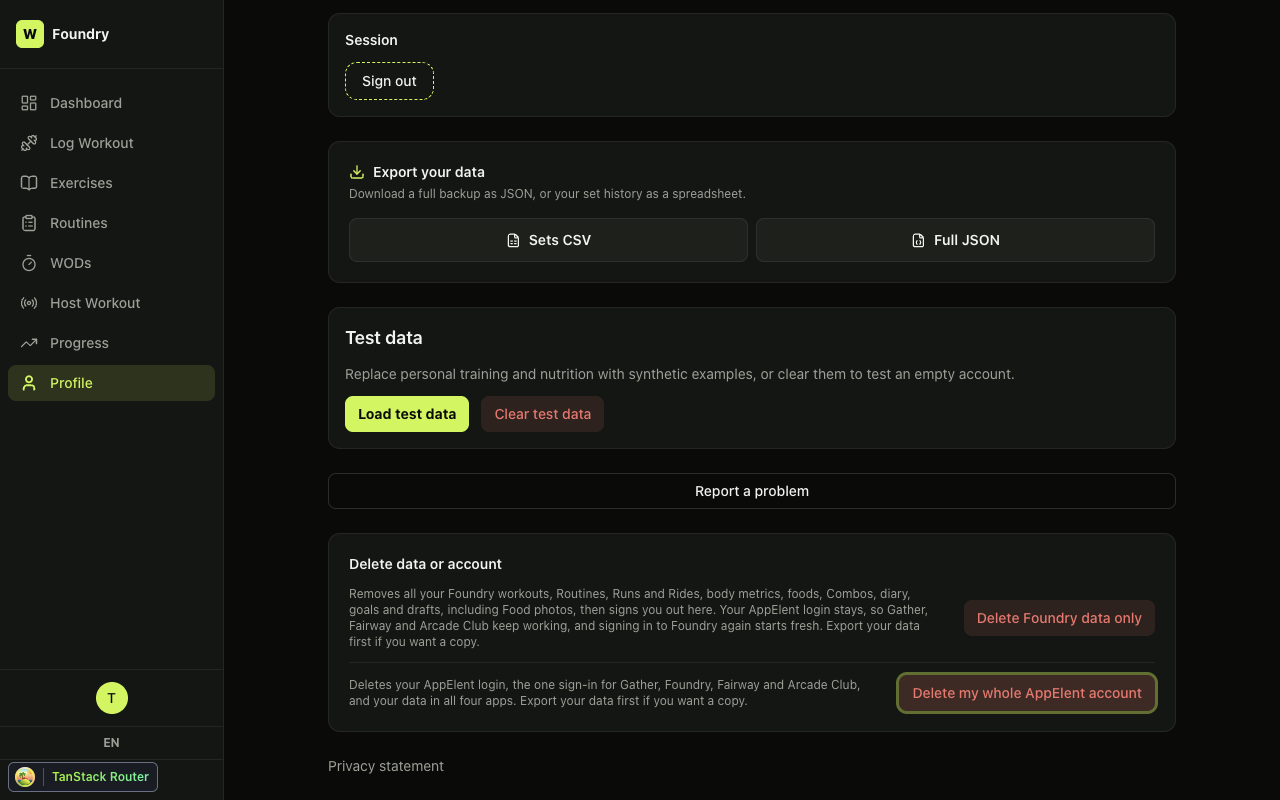 W Foundry
Dashboard
Log Workout
Exercises
Routines
WODs
Host Workout
Progress
Profile
T
EN
TanStack Router
Session
Sign out
Export your data
Download a full backup as JSON, or your set history as a spreadsheet.
Sets CSV
Full JSON
Test data
Replace personal training and nutrition with synthetic examples, or clear them to test an empty account.
Load test data
Clear test data
Report a problem
Delete data or account
Removes all your Foundry workouts, Routines, Runs and Rides, body metrics, foods, Combos, diary,
goals and drafts, including Food photos, then signs you out here. Your AppElent login stays, so Gather,
Fairway and Arcade Club keep working, and signing in to Foundry again starts fresh. Export your data
first if you want a copy.
Delete Foundry data only
Deletes your AppElent login, the one sign-in for Gather, Foundry, Fairway and Arcade Club,
and your data in all four apps. Export your data first if you want a copy.
Delete my whole AppElent account
Privacy statement